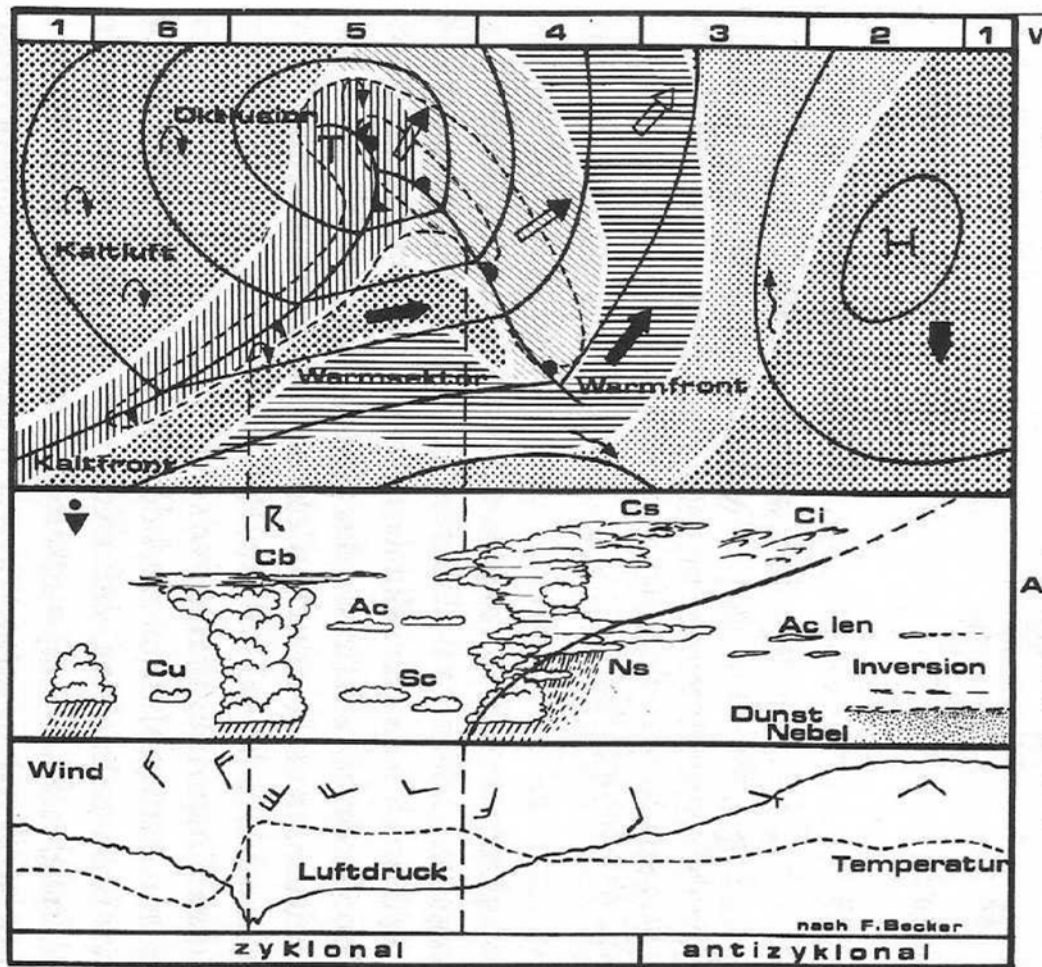 1 6 5 4 3 2 1
Okklusion
T
Kaltluft
H
Warmsektor
Warmfront
Kaltfront
Cs
Ci
Cb
Ac
Ac len
Cu
Sc
Ns
Inversion
Dunst
Nebel
A
Wind
Luftdruck
Temperatur
nach F.Becker
zyklonal
antizyklonal